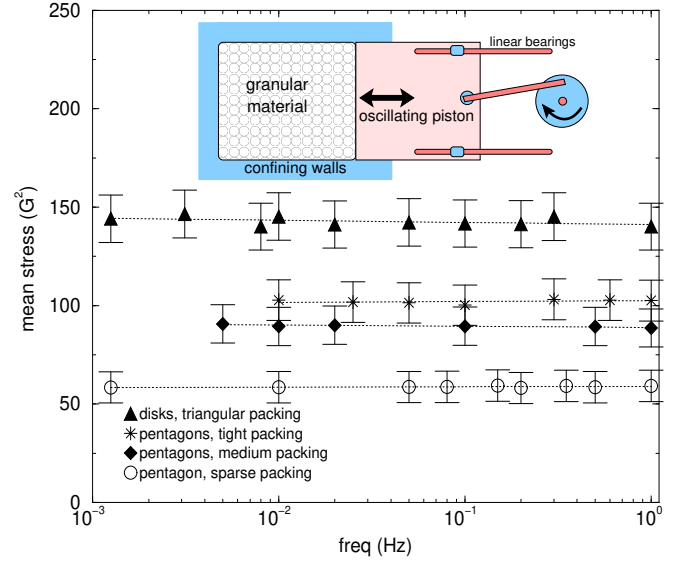 250
200
150
100
50
0
mean stress (G²)
linear bearings
granular
material
oscillating piston
confining walls
disks, triangular packing
pentagons, tight packing
pentagons, medium packing
pentagon, sparse packing
10⁻³ 10⁻² 10⁻¹ 10⁰
freq (Hz)